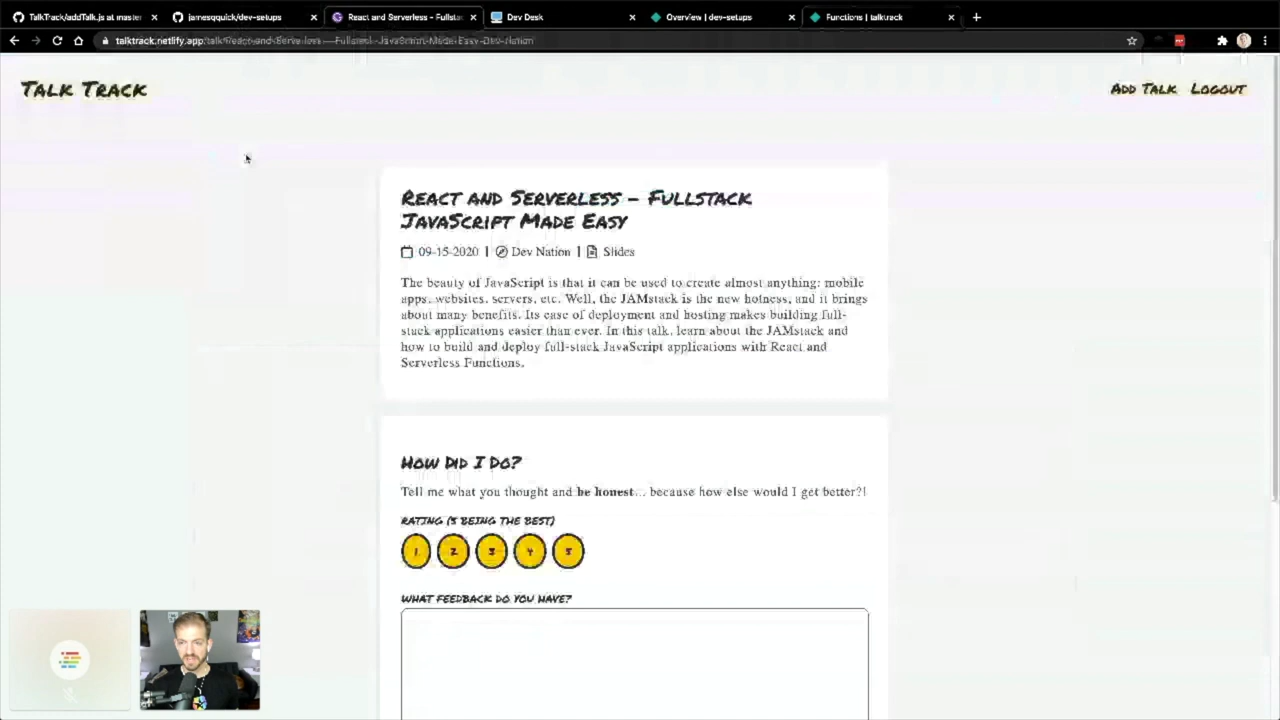 TalkTrack/addTalk.js at master
jamesqquick/dev-setups
React and Serverless - Fullsta
Dev Desk
Overview | dev-setups
Functions | talktrack
talktrack.netlify.app/talk
Talk Track
Add Talk Logout
React and Serverless - Fullstack
JavaScript Made Easy
09-15-2020 | Dev Nation | Slides
The beauty of JavaScript is that it can be used to create almost anything: mobile
apps, websites, servers, etc. Well, the JAMstack is the new hotness, and it brings
about many benefits. Its ease of deployment and hosting makes building full-
stack applications easier than ever. In this talk, learn about the JAMstack and
how to build and deploy full-stack JavaScript applications with React and
Serverless Functions.
How Did I Do?
Tell me what you thought and be honest... because how else would I get better?!
Rating (5 being the best)
1 2 3 4 5
What feedback do you have?